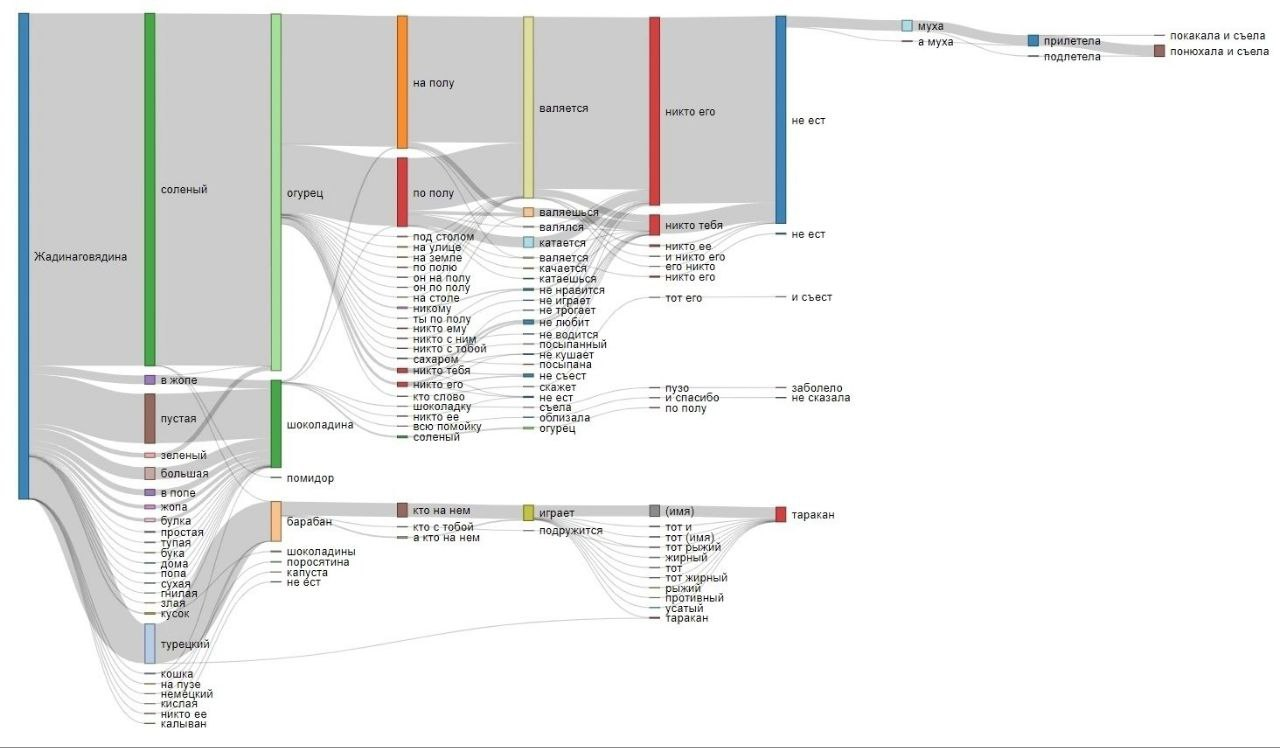 Жадинаговядина
соленый
в жопе
пустая
зеленый
большая
в попе
жопа
булка
простая
тупая
бука
дома
попа
сухая
гнилая
злая
кусок
турецкий
кошка
на пузе
немецкий
кислая
никто ее
калыван
огурец
шоколадина
помидор
барабан
шоколадины
поросятина
капуста
не ест
на полу
по полу
под столом
на улице
на земле
по полю
он на полу
он по полу
на столе
никому
ты по полу
никто ему
никто с ним
никто с тобой
сахаром
никто тебя
никто его
кто слово
шоколадку
никто ее
всю помойку
соленый
кто на нем
кто с тобой
а кто на нем
валяется
валяешься
валялся
катается
валяется
качается
катаешься
не нравится
не играет
не трогает
не любит
не водится
посыпанный
не кушает
посыпана
не съест
скажет
не ест
съела
облизала
огурец
играет
подружится
никто его
никто тебя
никто ее
и никто его
его никто
никто его
тот его
пузо
и спасибо
по полу
(имя)
тот и
тот (имя)
тот рыжий
жирный
тот
тот жирный
рыжий
противный
усатый
таракан
не ест
не ест
и съест
заболело
не сказала
таракан
муха
а муха
прилетела
подлетела
покакала и съела
понюхала и съела